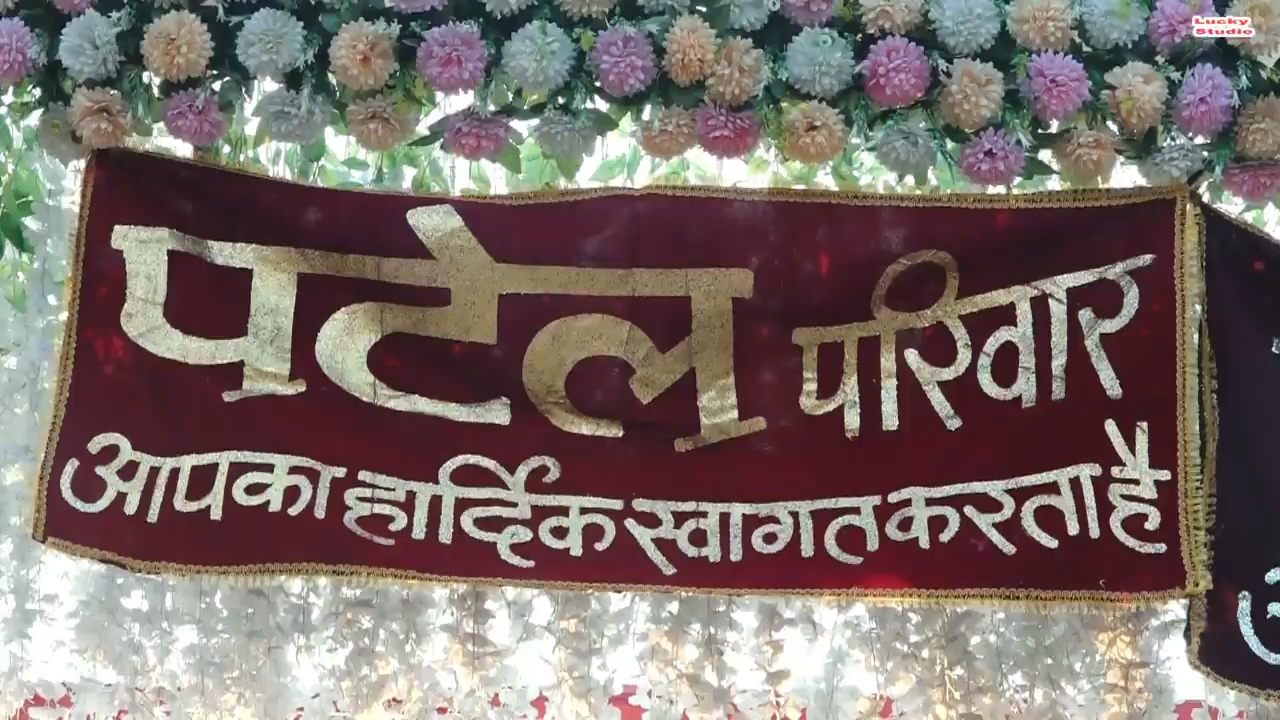 Lucky
Studio
पटेल परिवार
आपका हार्दिक स्वागत करता है